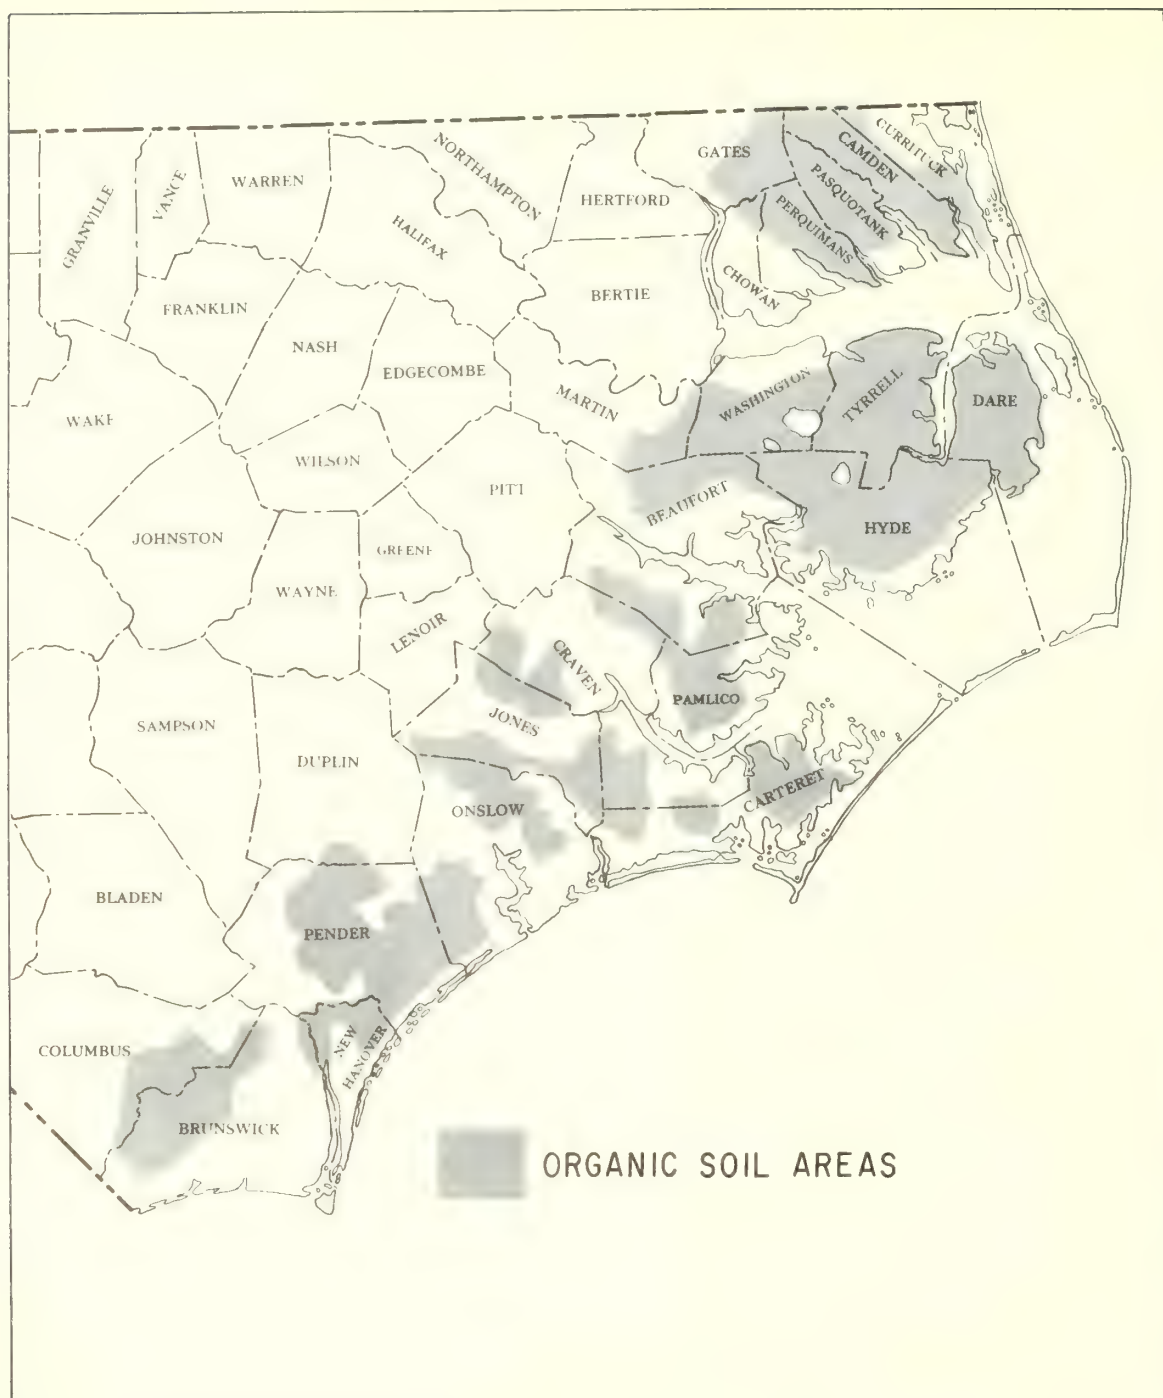 GRANVILLE
VANCE
WARREN
NORTHAMPTON
HALIFAX
HERTFORD
GATES
CAMDEN
CURRITUCK
PASQUOTANK
PERQUIMANS
CHOWAN
BERTIE
FRANKLIN
NASH
EDGECOMBE
MARTIN
WASHINGTON
TYRRELL
DARE
WAKE
WILSON
PITT
BEAUFORT
HYDE
JOHNSTON
GREENE
WAYNE
LENOIR
CRAVEN
PAMLICO
SAMPSON
JONES
DUPLIN
ONSLOW
CARTERET
BLADEN
PENDER
COLUMBUS
NEW
HANOVER
BRUNSWICK
ORGANIC SOIL AREAS